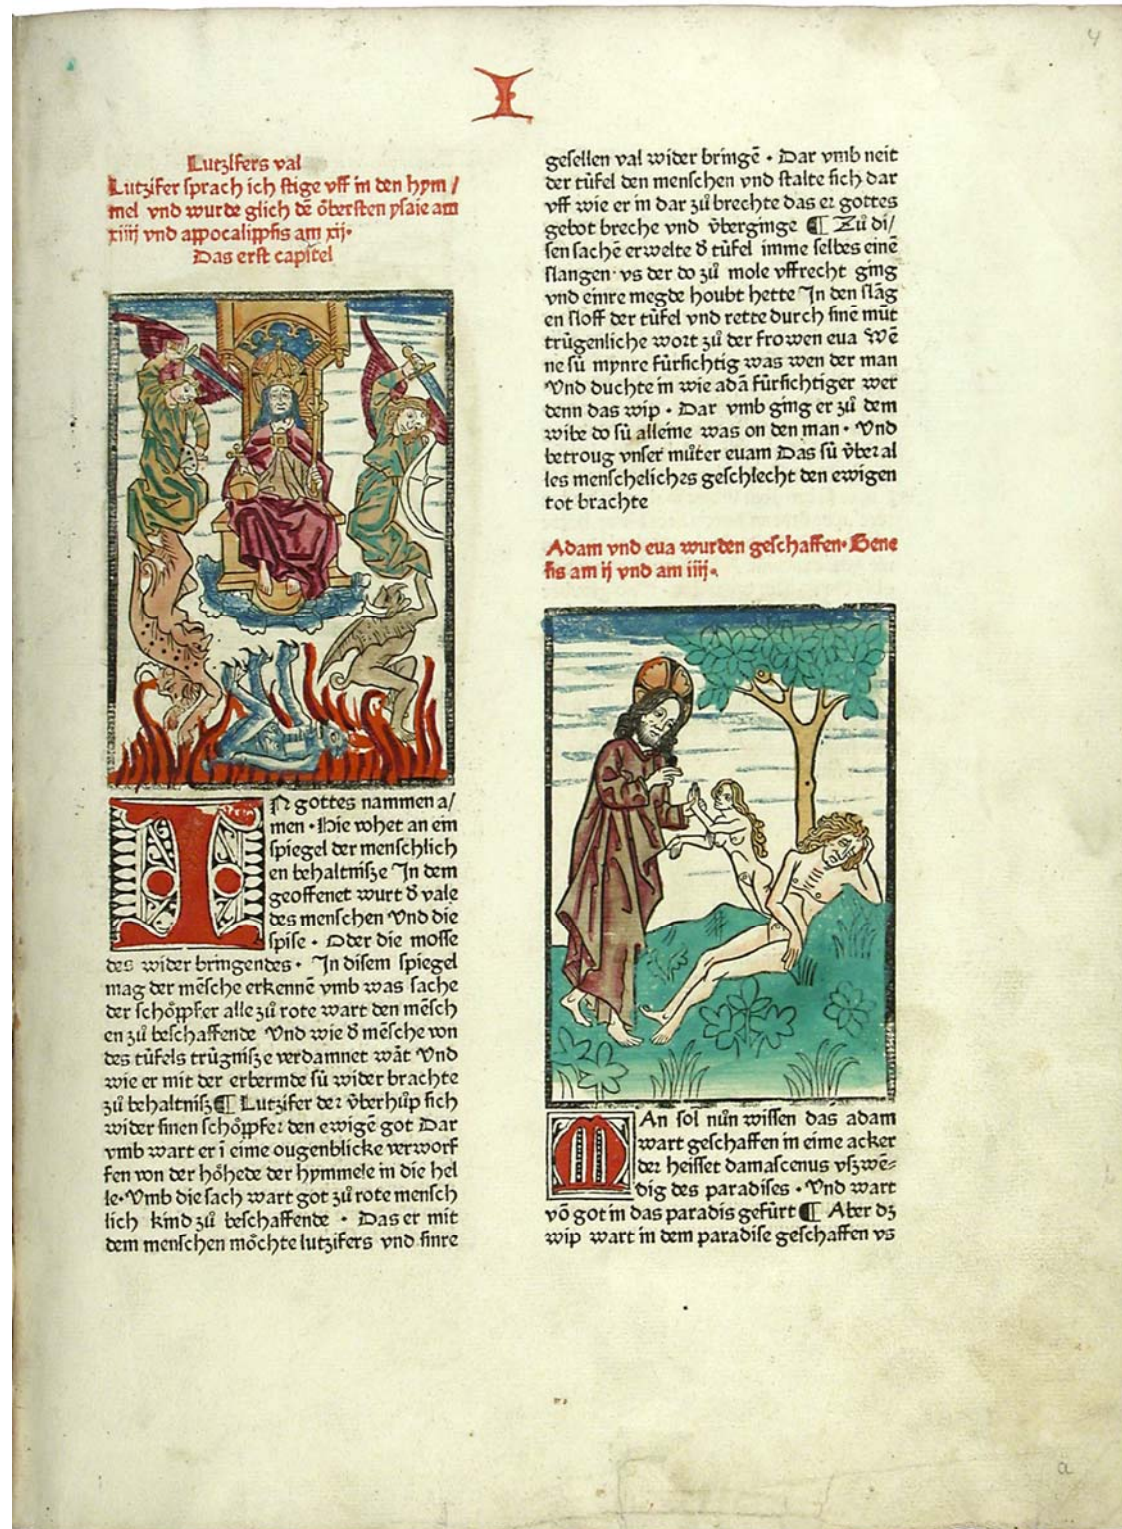 4
I
Lutzifers val
Lutzifer sprach ich stige vff in den hym /
mel vnd wurde glich dē öbersten ysaie am
xiiij vnd appocalippsis am xij·
Das erst capitel
IN gottes nammen a/
men · Hie vohet an ein
spiegel der menschlich
en behaltnisze In dem
geoffenet wurt d vale
des menschen Vnd die
spise · Oder die mosse
des wider bringendes · In disem spiegel
mag der mēsche erkennē vmb was sache
der schöppfer alle zů rote wart den mēsch
en zů beschaffende Vnd wie d mēsche von
des tüfels trügnisze verdamnet wāt Vnd
wie er mit der erbermde sü wider brachte
zů behaltnisz ¶ Lutzifer der v̈berhůp sich
wider sinen schöppfer den ewigē got Dar
vmb wart er ī eime ougenblicke verworf
fen von der höhede der hymmele in die hel
le· Vmb die sach wart got zů rote mensch
lich kind zů beschaffende · Das er mit
dem menschen möchte lutzifers vnd sinre
gesellen val wider bringē · Dar vmb neit
der tüfel den menschen vnd stalte sich dar
vff wie er in dar zů brechte das er gottes
gebot breche vnd v̈berginge ¶ Zů di/
sen sachē erwelte d tüfel imme selbes einē
slangen· vs der do zů mole vffrecht ging
vnd einre megde houbt hette In den slāg
en sloff der tüfel vnd rette durch sinē mūt
trügenliche wort zů der frowen eua Wē
ne sü mynre fürsichtig was wen der man
Vnd duchte in wie adā fürsichtiger wer
denn das wip · Dar vmb ging er zů dem
wibe do sü alleine was on den man · Vnd
betroug vnser můter euam Das sü v̈ber al
les menscheliches geschlecht den ewigen
tot brachte
Adam vnd eua wurden geschaffen· Gene
sis am ij vnd am iiij·
MAn sol nůn wissen das adam
wart geschaffen in eime acker
der heisset damascenus vszwē=
dig des paradises · Vnd wart
vō got in das paradis gefürt ¶ Aber dz
wip wart in dem paradise geschaffen vs
a